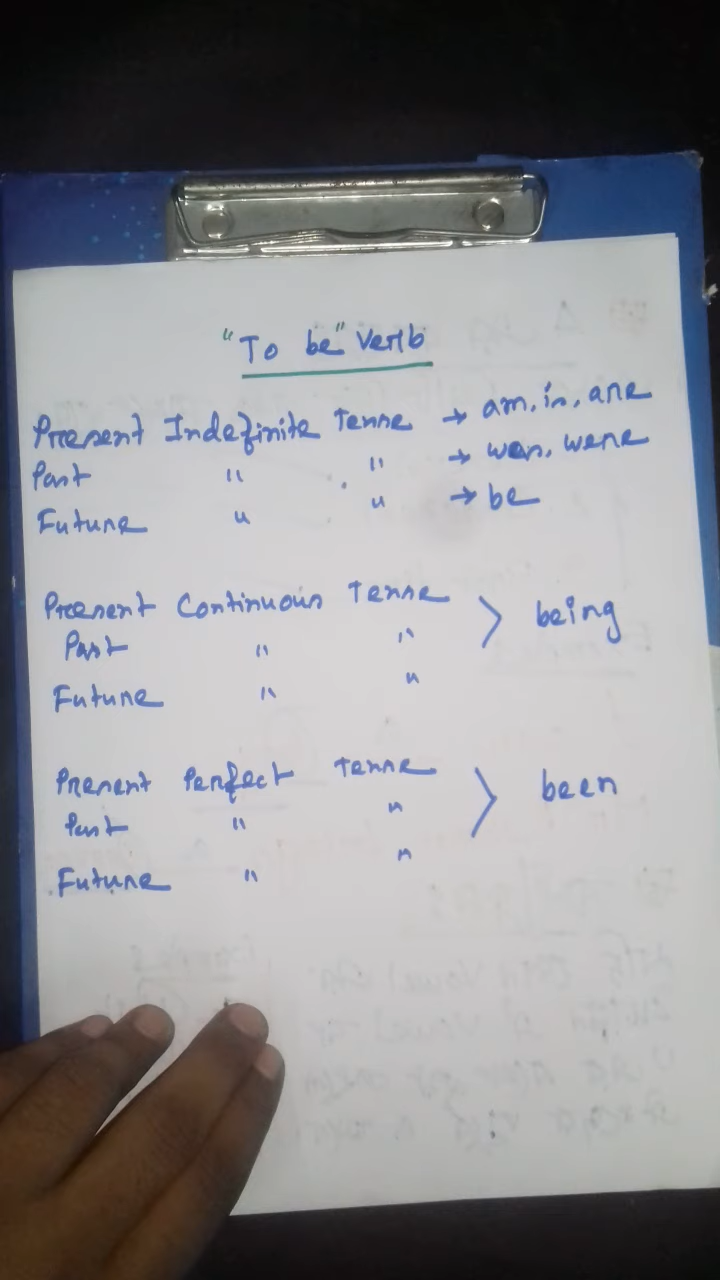 "To be" Verb
Present Indefinite Tense → am, is, are
Past " " → was, were
Future " " → be
Present Continuous Tense > being
Past " "
Future " "
Present Perfect Tense > been
Past " "
Future " "